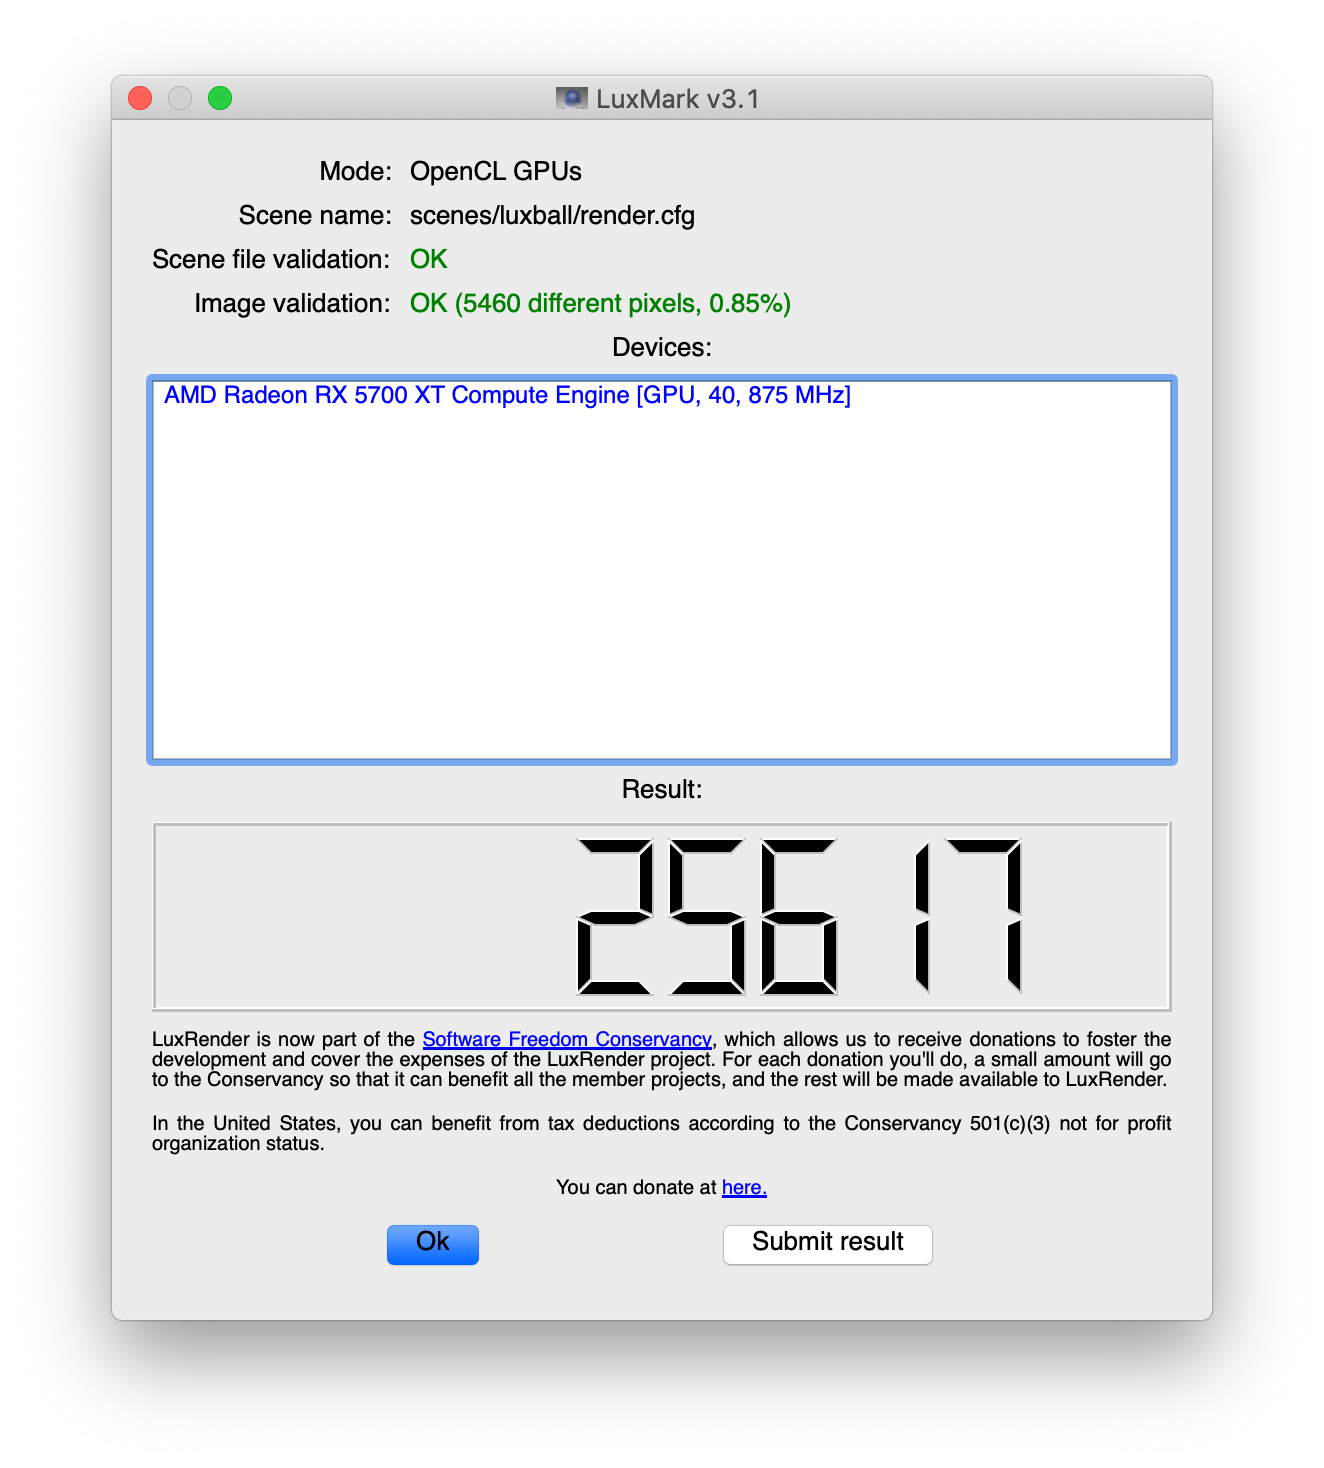 LuxMark v3.1
Mode: OpenCL GPUs
Scene name: scenes/luxball/render.cfg
Scene file validation: OK
Image validation: OK (5460 different pixels, 0.85%)
Devices:
AMD Radeon RX 5700 XT Compute Engine [GPU, 40, 875 MHz]
Result:
25617
LuxRender is now part of the Software Freedom Conservancy, which allows us to receive donations to foster the
development and cover the expenses of the LuxRender project. For each donation you'll do, a small amount will go
to the Conservancy so that it can benefit all the member projects, and the rest will be made available to LuxRender.
In the United States, you can benefit from tax deductions according to the Conservancy 501(c)(3) not for profit
organization status.
You can donate at here.
Ok Submit result